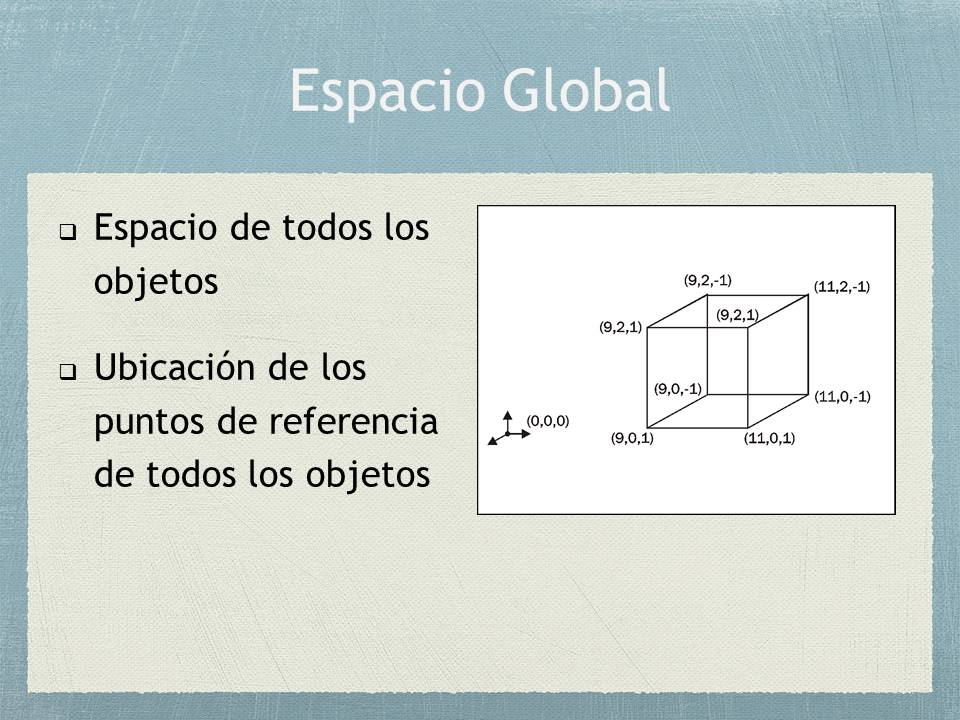 Espacio Global
Espacio de todos los
objetos
Ubicación de los
puntos de referencia
de todos los objetos
(9,2,-1)
(11,2,-1)
(9,2,1)
(9,2,1)
(9,0,-1)
(11,0,-1)
(0,0,0)
(9,0,1)
(11,0,1)